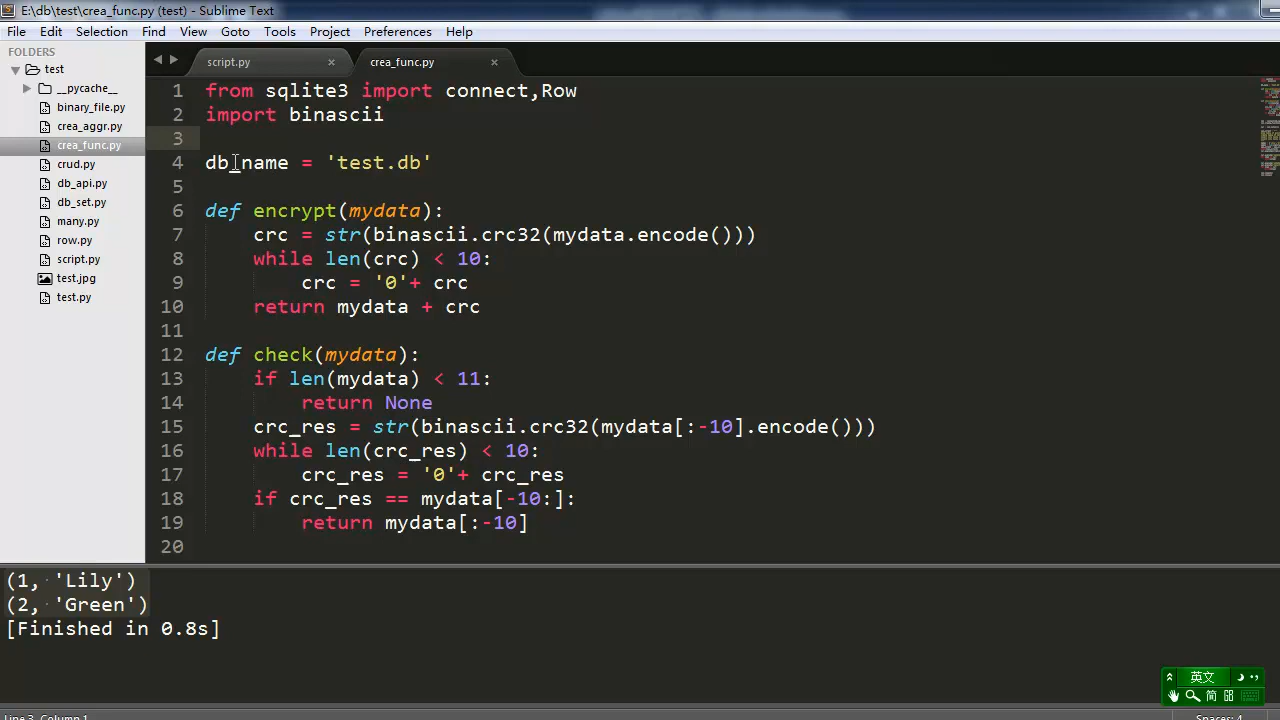 E:\db\test\crea_func.py (test) - Sublime Text
File Edit Selection Find View Goto Tools Project Preferences Help
FOLDERS
test
__pycache__
binary_file.py
crea_aggr.py
crea_func.py
crud.py
db_api.py
db_set.py
many.py
row.py
script.py
test.jpg
test.py
script.py × crea_func.py ×
1 from sqlite3 import connect,Row
2 import binascii
3
4 db_name = 'test.db'
5
6 def encrypt(mydata):
7 crc = str(binascii.crc32(mydata.encode()))
8 while len(crc) < 10:
9 crc = '0'+ crc
10 return mydata + crc
11
12 def check(mydata):
13 if len(mydata) < 11:
14 return None
15 crc_res = str(binascii.crc32(mydata[:-10].encode()))
16 while len(crc_res) < 10:
17 crc_res = '0'+ crc_res
18 if crc_res == mydata[-10:]:
19 return mydata[:-10]
20
(1, 'Lily')
(2, 'Green')
[Finished in 0.8s]
英文
简
Line 3, Column 1 Spaces: 4